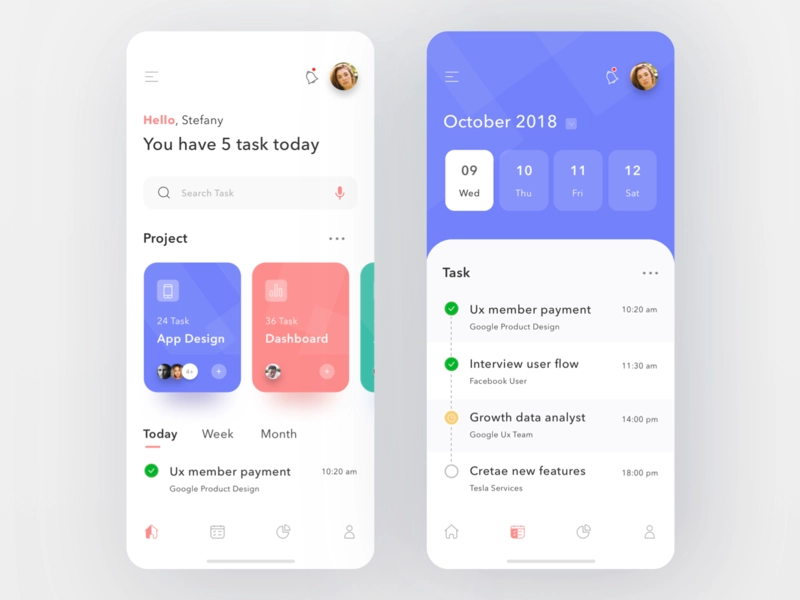 Hello, Stefany
You have 5 task today
Search Task
Project
24 Task
App Design
4+
36 Task
Dashboard
Today Week Month
Ux member payment 10:20 am
Google Product Design
October 2018
09 10 11 12
Wed Thu Fri Sat
Task
Ux member payment 10:20 am
Google Product Design
Interview user flow 11:30 am
Facebook User
Growth data analyst 14:00 pm
Google Ux Team
Cretae new features 18:00 pm
Tesla Services